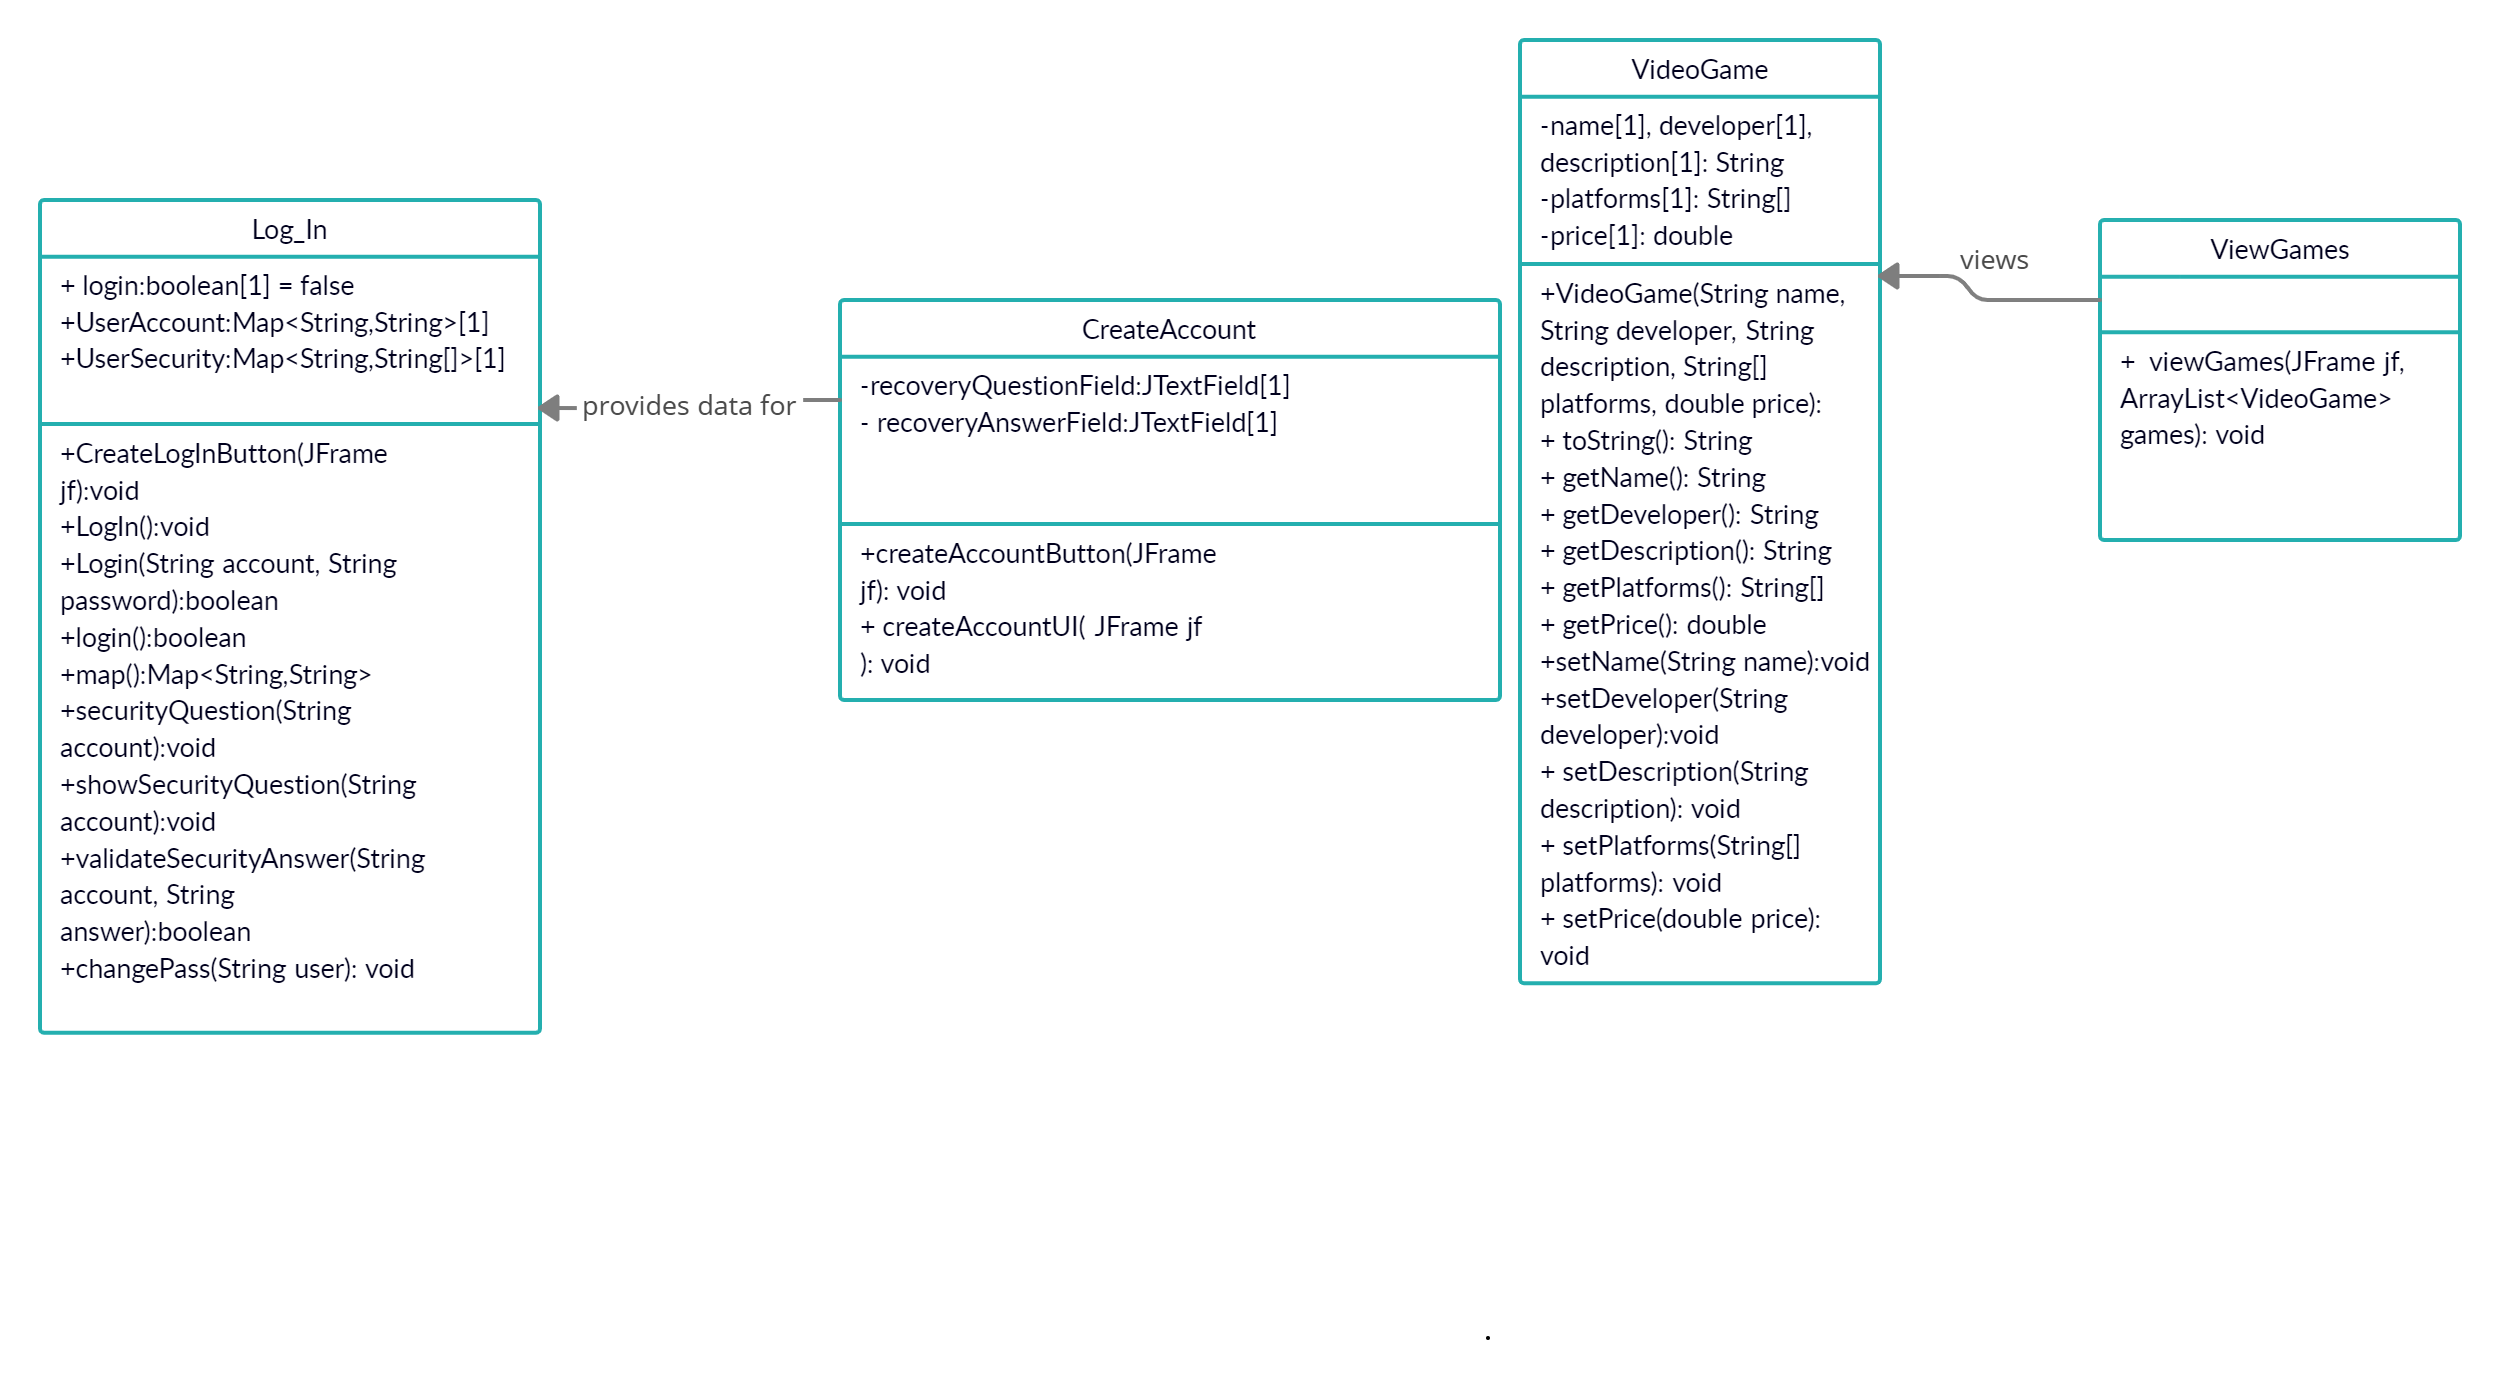 Log_In
+ login:boolean[1] = false
+UserAccount:Map<String,String>[1]
+UserSecurity:Map<String,String[]>[1]
+CreateLogInButton(JFrame
jf):void
+LogIn():void
+Login(String account, String
password):boolean
+login():boolean
+map():Map<String,String>
+securityQuestion(String
account):void
+showSecurityQuestion(String
account):void
+validateSecurityAnswer(String
account, String
answer):boolean
+changePass(String user): void
provides data for
CreateAccount
-recoveryQuestionField:JTextField[1]
- recoveryAnswerField:JTextField[1]
+createAccountButton(JFrame
jf): void
+ createAccountUI( JFrame jf
): void
VideoGame
-name[1], developer[1],
description[1]: String
-platforms[1]: String[]
-price[1]: double
+VideoGame(String name,
String developer, String
description, String[]
platforms, double price):
+ toString(): String
+ getName(): String
+ getDeveloper(): String
+ getDescription(): String
+ getPlatforms(): String[]
+ getPrice(): double
+setName(String name):void
+setDeveloper(String
developer):void
+ setDescription(String
description): void
+ setPlatforms(String[]
platforms): void
+ setPrice(double price):
void
views
ViewGames
+  viewGames(JFrame jf,
ArrayList<VideoGame>
games): void
.